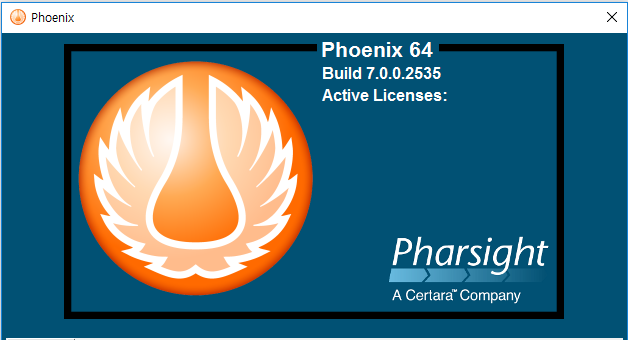 Phoenix
Phoenix 64
Build 7.0.0.2535
Active Licenses:
Pharsight
A Certara™ Company